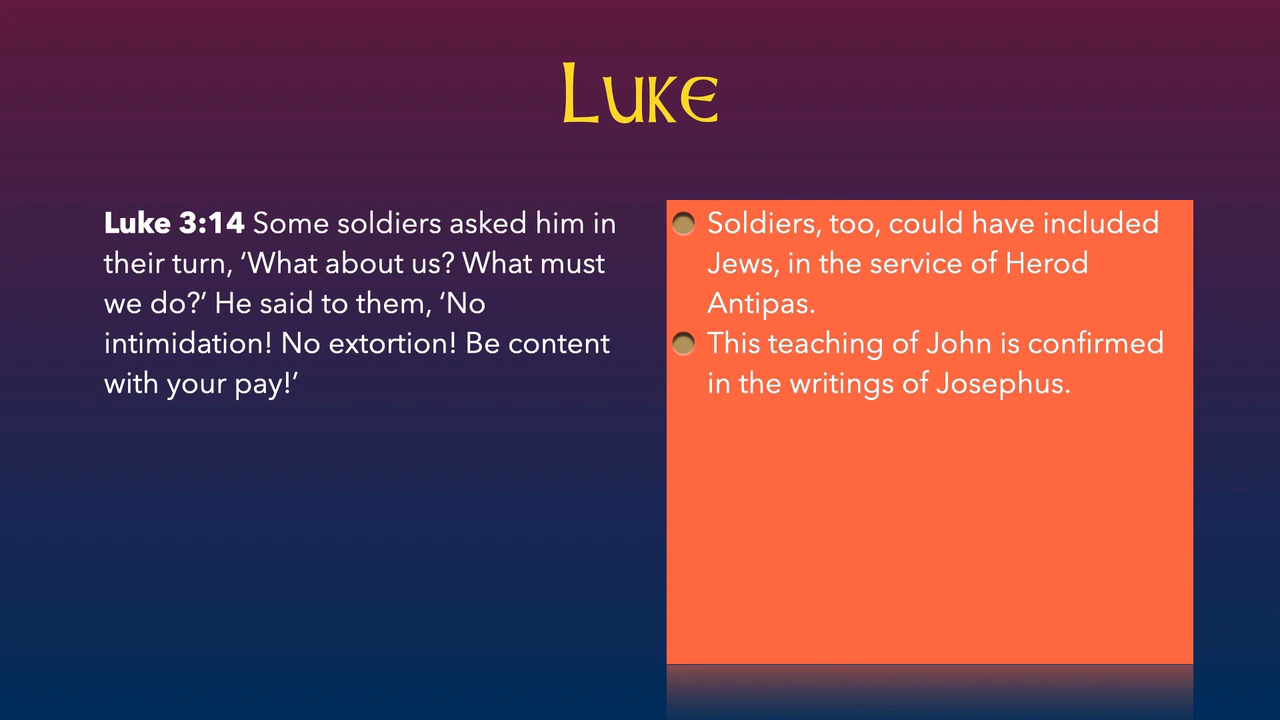 Luke
Luke 3:14 Some soldiers asked him in
their turn, ‘What about us? What must
we do?’ He said to them, ‘No
intimidation! No extortion! Be content
with your pay!’
Soldiers, too, could have included
Jews, in the service of Herod
Antipas.
This teaching of John is confirmed
in the writings of Josephus.